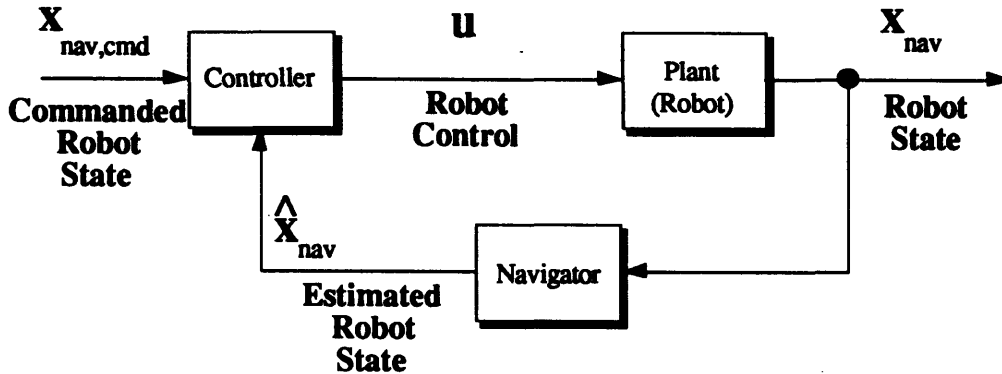 x
nav,cmd
Commanded
Robot
State
Controller
u
Robot
Control
Plant
(Robot)
x
nav
Robot
State
x̂
nav
Estimated
Robot
State
Navigator